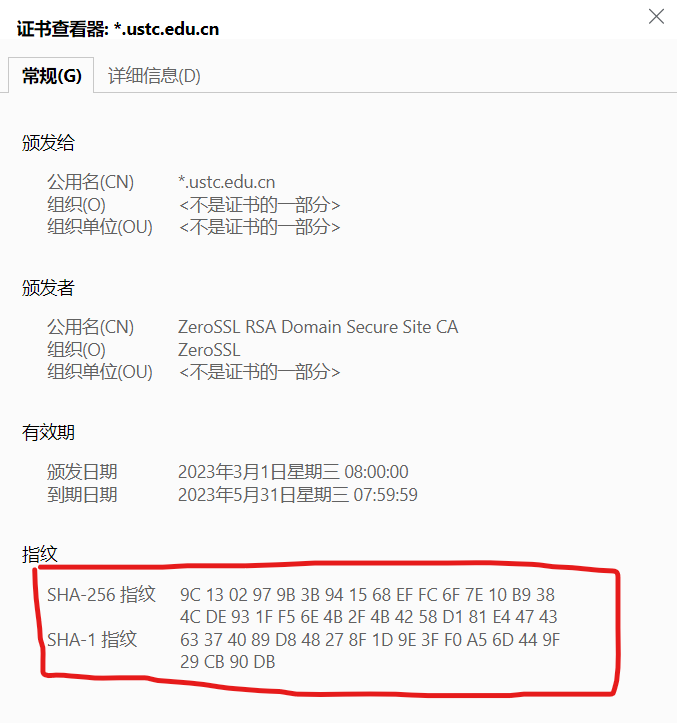 证书查看器: *.ustc.edu.cn
常规(G) 详细信息(D)
颁发给
公用名(CN) *.ustc.edu.cn
组织(O) <不是证书的一部分>
组织单位(OU) <不是证书的一部分>
颁发者
公用名(CN) ZeroSSL RSA Domain Secure Site CA
组织(O) ZeroSSL
组织单位(OU) <不是证书的一部分>
有效期
颁发日期 2023年3月1日星期三 08:00:00
到期日期 2023年5月31日星期三 07:59:59
指纹
SHA-256 指纹 9C 13 02 97 9B 3B 94 15 68 EF FC 6F 7E 10 B9 38
4C DE 93 1F F5 6E 4B 2F 4B 42 58 D1 81 E4 47 43
SHA-1 指纹 63 37 40 89 D8 48 27 8F 1D 9E 3F F0 A5 6D 44 9F
29 CB 90 DB